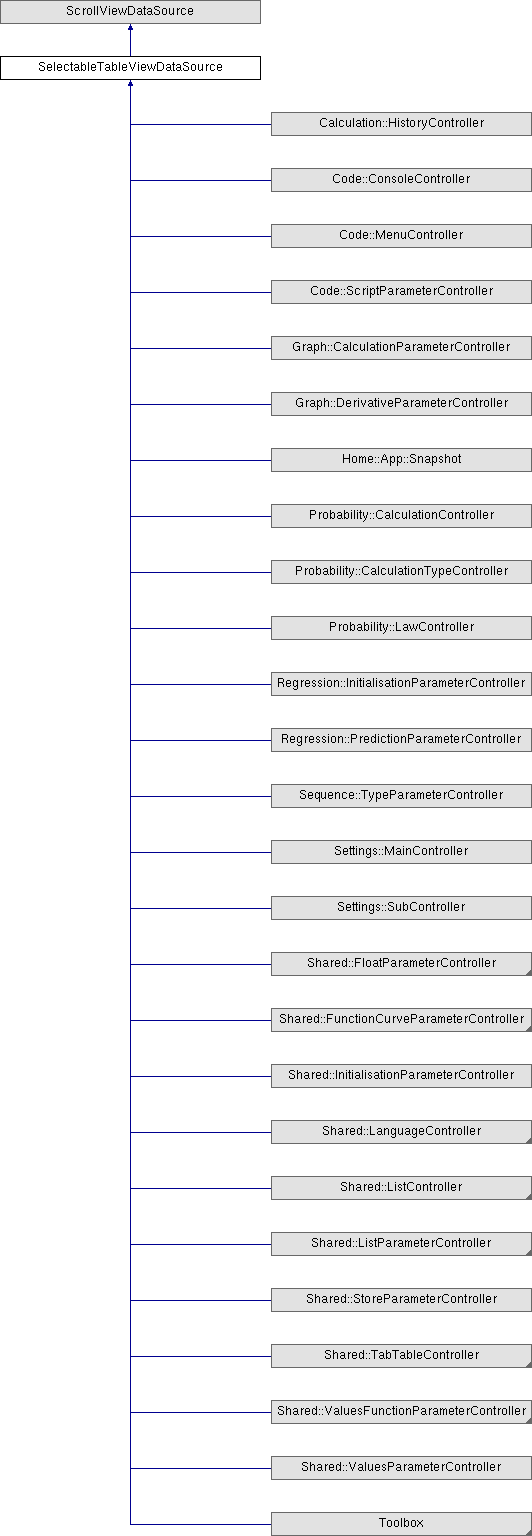 ScrollViewDataSource
SelectableTableViewDataSource
Calculation::HistoryController
Code::ConsoleController
Code::MenuController
Code::ScriptParameterController
Graph::CalculationParameterController
Graph::DerivativeParameterController
Home::App::Snapshot
Probability::CalculationController
Probability::CalculationTypeController
Probability::LawController
Regression::InitialisationParameterController
Regression::PredictionParameterController
Sequence::TypeParameterController
Settings::MainController
Settings::SubController
Shared::FloatParameterController
Shared::FunctionCurveParameterController
Shared::InitialisationParameterController
Shared::LanguageController
Shared::ListController
Shared::ListParameterController
Shared::StoreParameterController
Shared::TabTableController
Shared::ValuesFunctionParameterController
Shared::ValuesParameterController
Toolbox